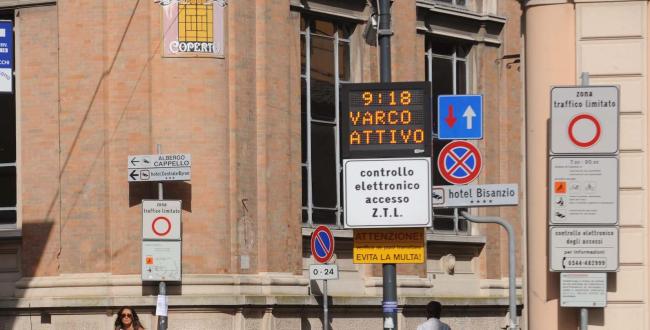 COPERTO
9:18
VARCO
ATTIVO
controllo
elettronico
accesso
Z.T.L.
ATTENZIONE
EVITA LA MULTA!
ALBERGO
CAPPELLO
hotel Centrale Byron
zona
traffico limitato
0-24
hotel Bisanzio
zona
traffico limitato
controllo elettronico
degli accessi
per informazioni
0544-482999